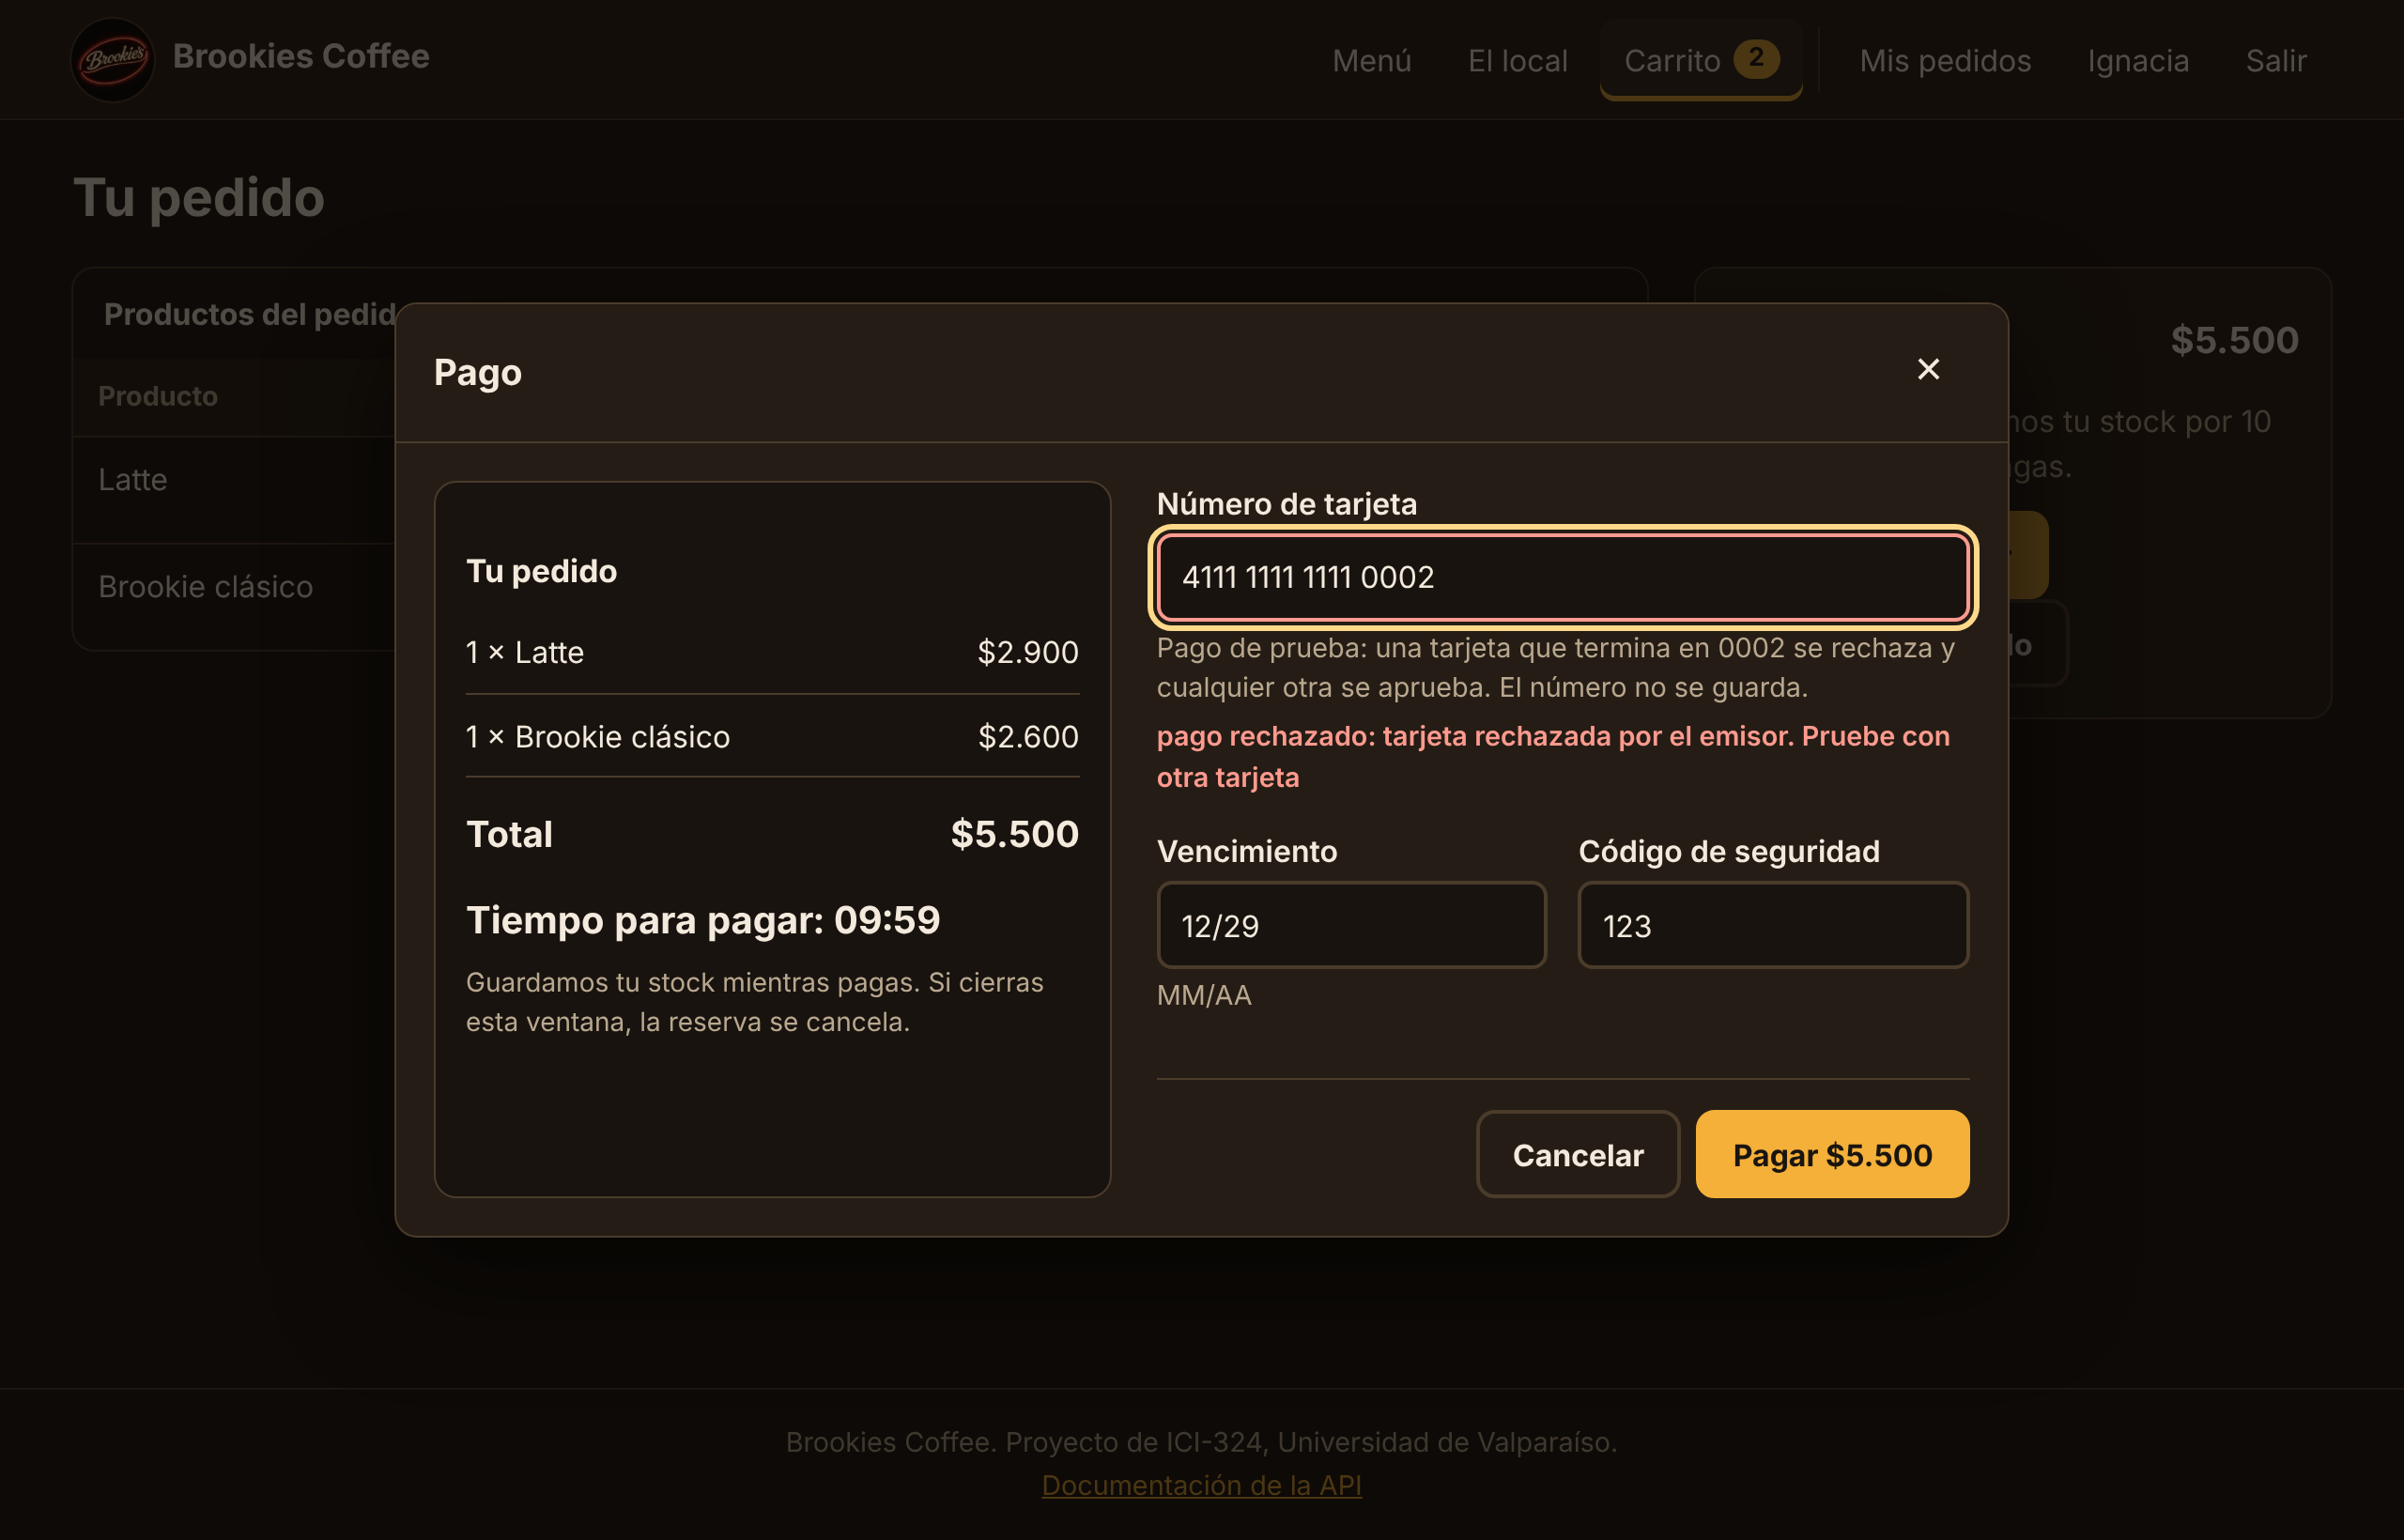 Brookies
Brookies Coffee
Menú
El local
Carrito 2
Mis pedidos
Ignacia
Salir
Tu pedido
Productos del pedid
Producto
Latte
Brookie clásico
$5.500
tu stock por 10
Pago
×
Tu pedido
1 × Latte $2.900
1 × Brookie clásico $2.600
Total $5.500
Tiempo para pagar: 09:59
Guardamos tu stock mientras pagas. Si cierras
esta ventana, la reserva se cancela.
Número de tarjeta
4111 1111 1111 0002
Pago de prueba: una tarjeta que termina en 0002 se rechaza y
cualquier otra se aprueba. El número no se guarda.
pago rechazado: tarjeta rechazada por el emisor. Pruebe con
otra tarjeta
Vencimiento
12/29
MM/AA
Código de seguridad
123
Cancelar
Pagar $5.500
Brookies Coffee. Proyecto de ICI-324, Universidad de Valparaíso.
Documentación de la API